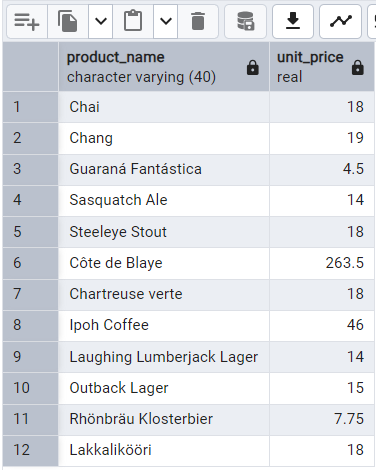 product_name unit_price
character varying (40) real
1 Chai 18
2 Chang 19
3 Guaraná Fantástica 4.5
4 Sasquatch Ale 14
5 Steeleye Stout 18
6 Côte de Blaye 263.5
7 Chartreuse verte 18
8 Ipoh Coffee 46
9 Laughing Lumberjack Lager 14
10 Outback Lager 15
11 Rhönbräu Klosterbier 7.75
12 Lakkalikööri 18